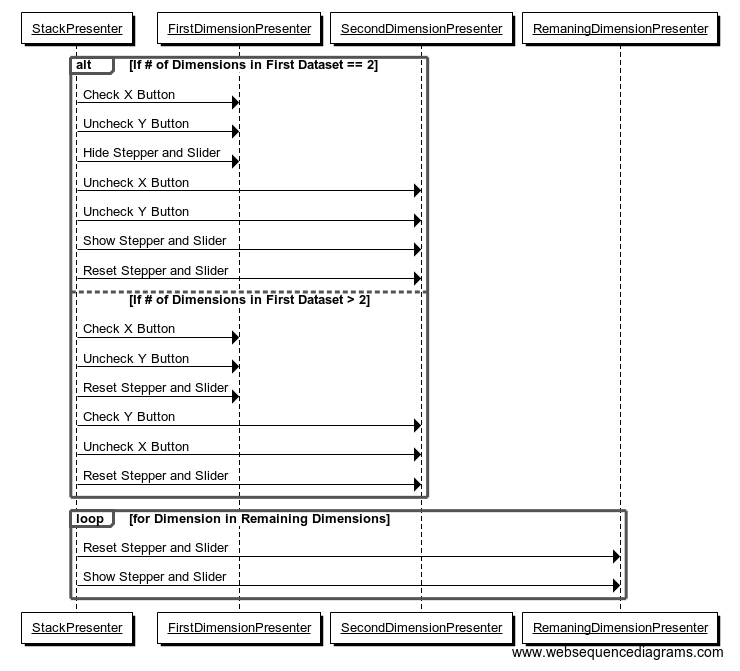 StackPresenter
FirstDimensionPresenter
SecondDimensionPresenter
RemaningDimensionPresenter
alt
[If # of Dimensions in First Dataset == 2]
Check X Button
Uncheck Y Button
Hide Stepper and Slider
Uncheck X Button
Uncheck Y Button
Show Stepper and Slider
Reset Stepper and Slider
[If # of Dimensions in First Dataset > 2]
Check X Button
Uncheck Y Button
Reset Stepper and Slider
Check Y Button
Uncheck X Button
Reset Stepper and Slider
loop
[for Dimension in Remaining Dimensions]
Reset Stepper and Slider
Show Stepper and Slider
StackPresenter
FirstDimensionPresenter
SecondDimensionPresenter
RemaningDimensionPresenter
www.websequencediagrams.com